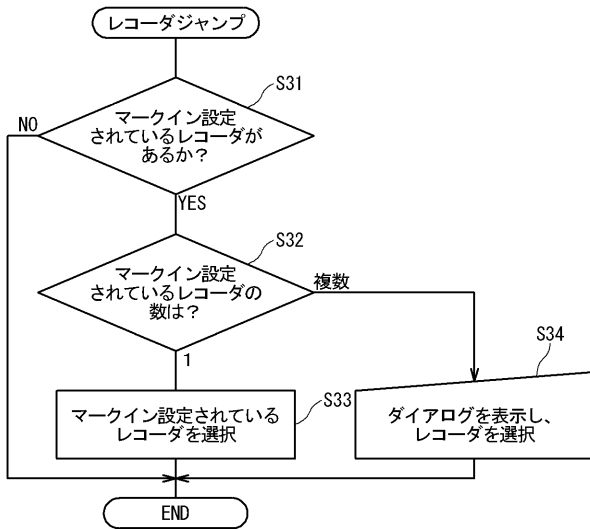 レコーダジャンプ
S31
マークイン設定
されているレコーダが
あるか？
NO
YES
S32
マークイン設定
されているレコーダの
数は？
複数
1
S34
マークイン設定されている
レコーダを選択
S33
ダイアログを表示し、
レコーダを選択
END